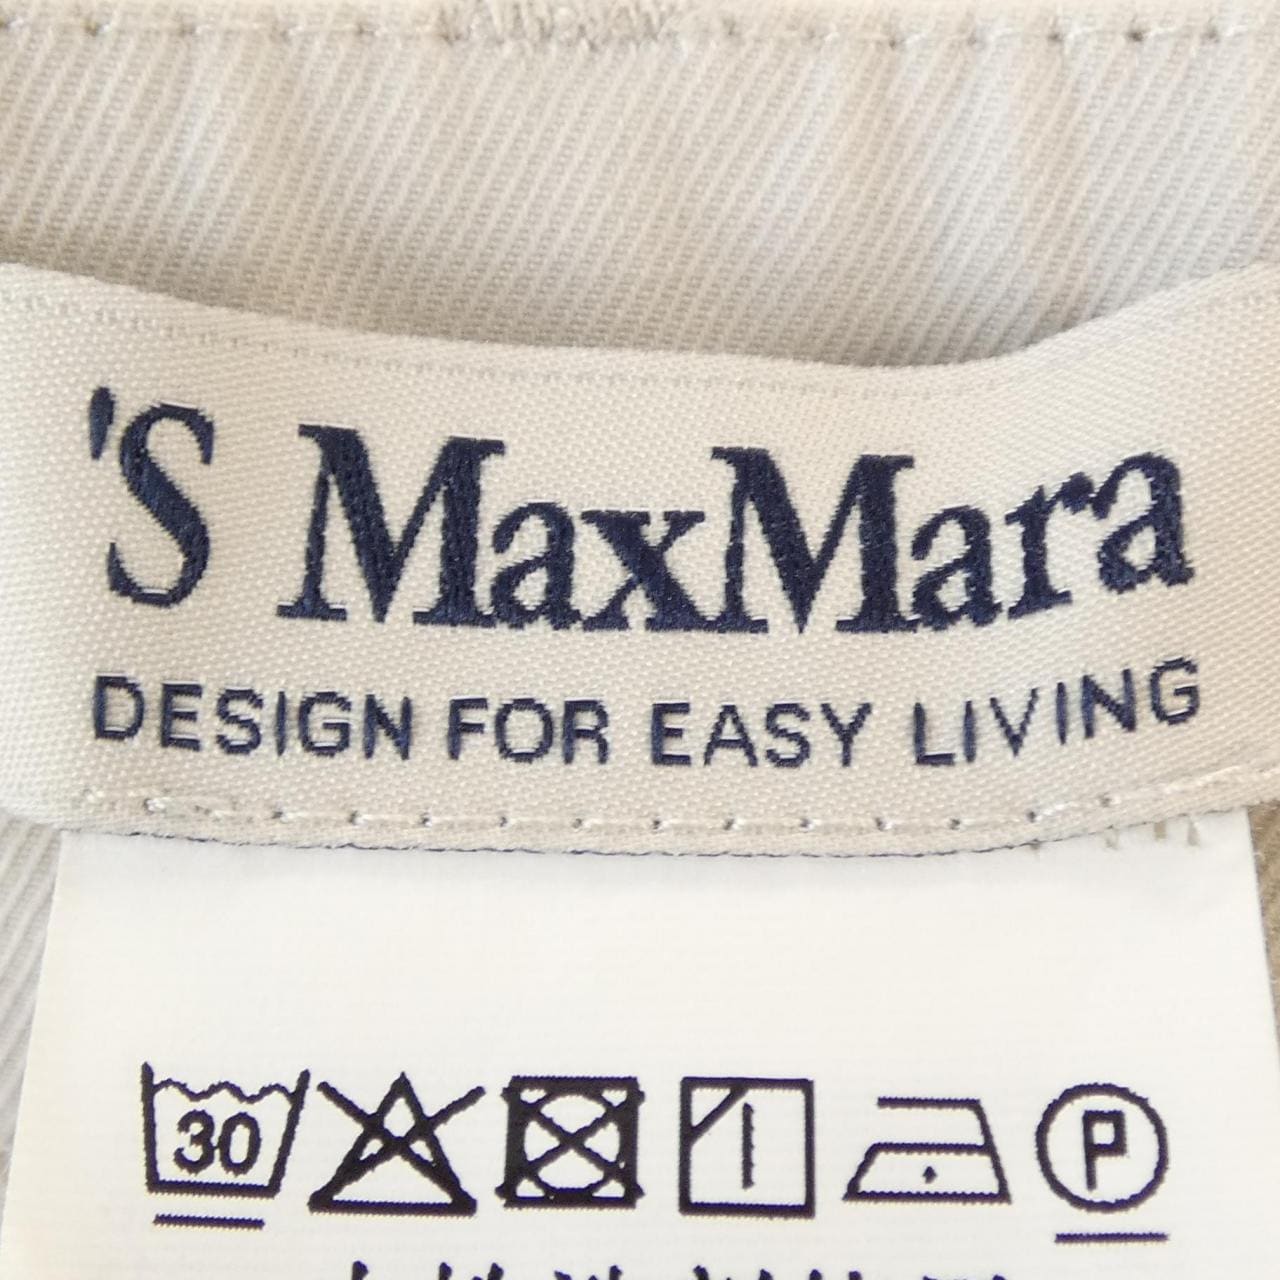 'S MaxMara
DESIGN FOR EASY LIVING
30
P